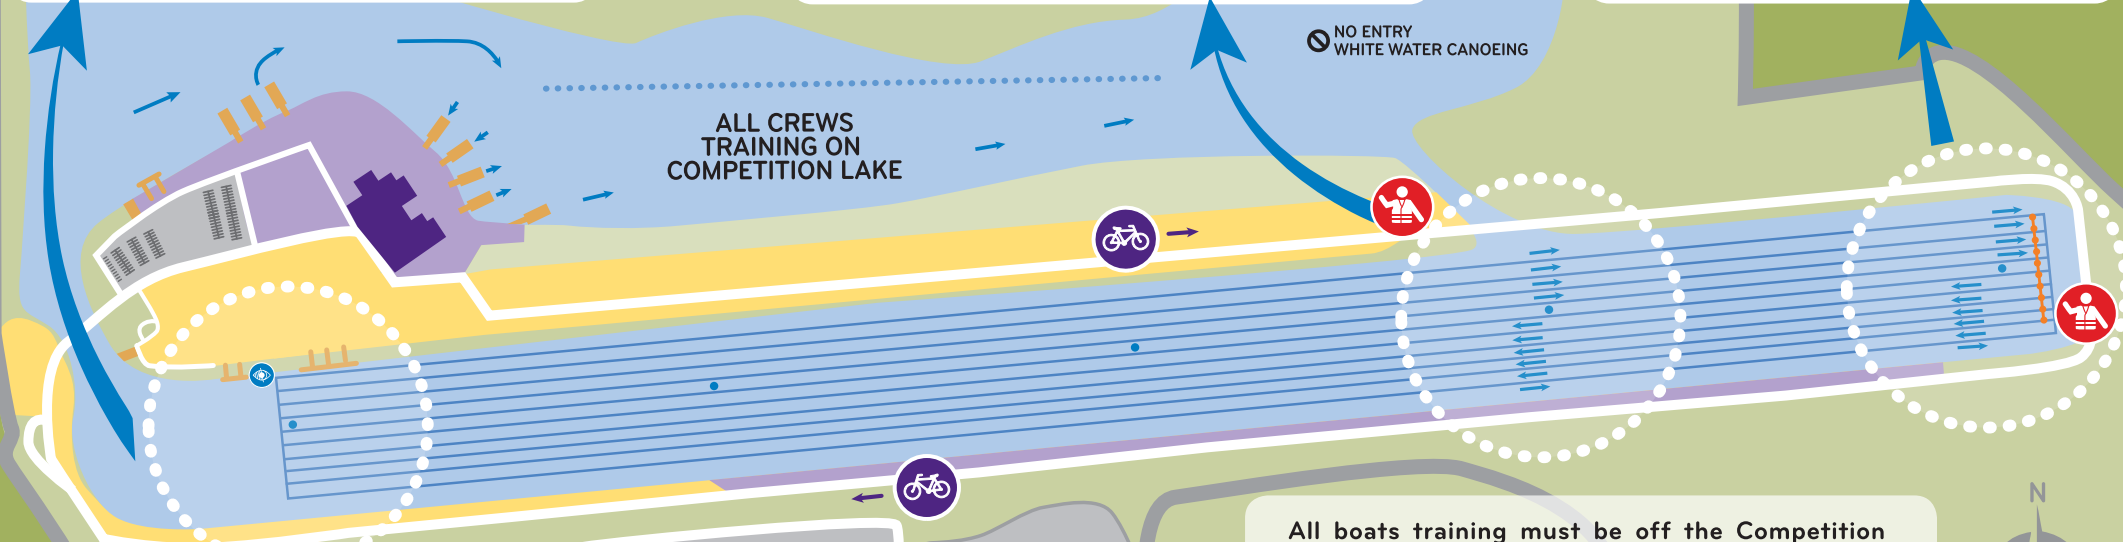 NO ENTRY
WHITE WATER CANOEING
ALL CREWS
TRAINING ON
COMPETITION LAKE
N
All boats training must be off the Competition